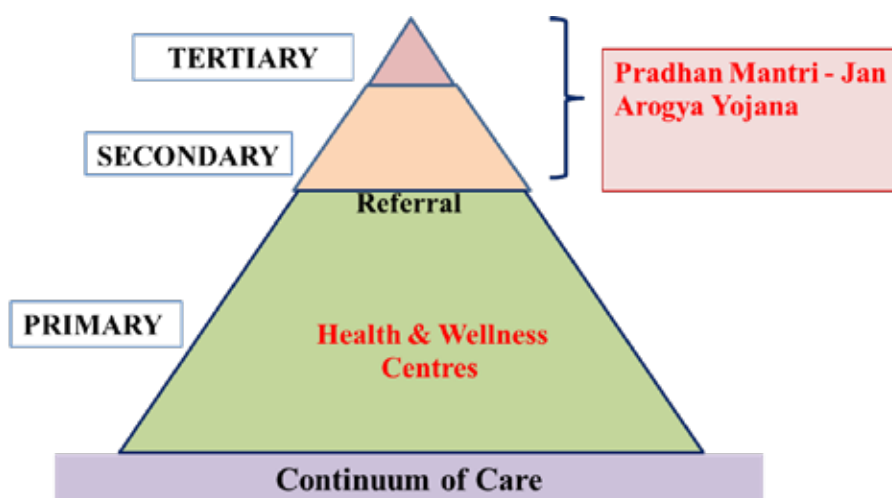 TERTIARY
Pradhan Mantri - Jan
Arogya Yojana
SECONDARY
Referral
PRIMARY
Health & Wellness
Centres
Continuum of Care